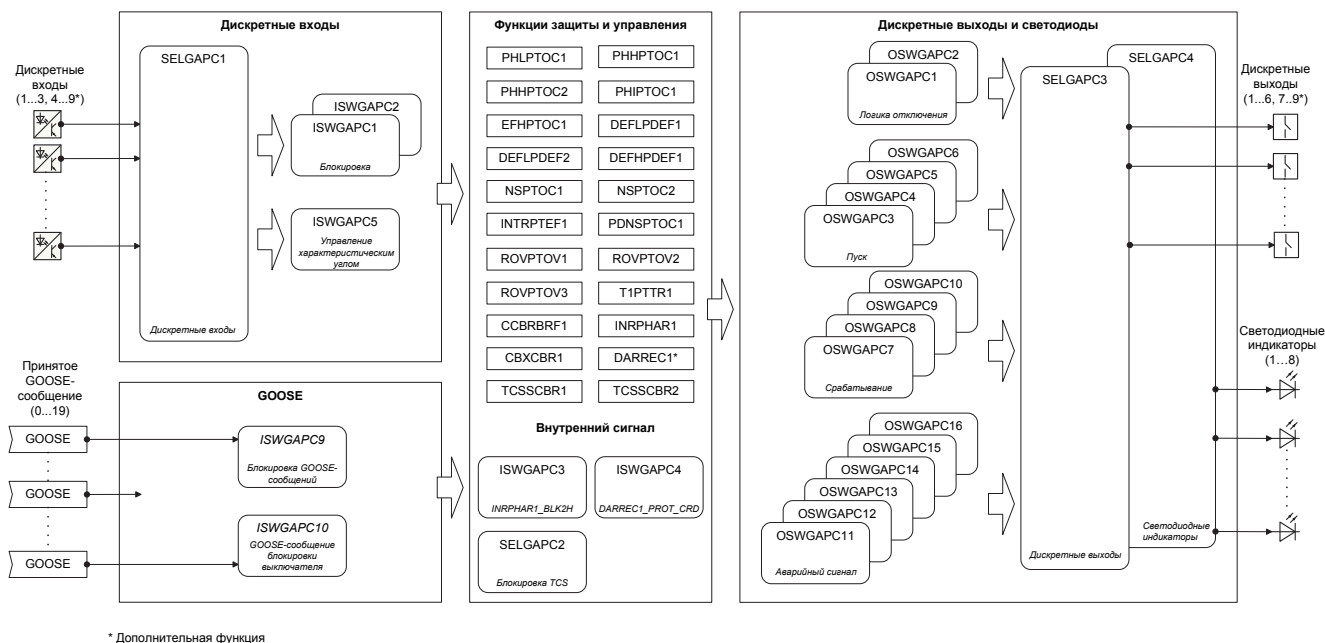 Дискретные входы
Функции защиты и управления
Дискретные выходы и светодиоды
Дискретные
входы
(1...3, 4...9*)
SELGAPC1
Дискретные входы
ISWGAPC2
ISWGAPC1
Блокировка
ISWGAPC5
Управление
характеристическим
углом
Принятое
GOOSE-
сообщение
(0...19)
GOOSE
GOOSE
GOOSE
GOOSE
ISWGAPC9
Блокировка GOOSE-
сообщений
ISWGAPC10
GOOSE-сообщение
блокировки
выключателя
PHLPTOC1
PHHPTOC1
PHHPTOC2
PHIPTOC1
EFHPTOC1
DEFLPDEF1
DEFLPDEF2
DEFHPDEF1
NSPTOC1
NSPTOC2
INTRPTEF1
PDNSPTOC1
ROVPTOV1
ROVPTOV2
ROVPTOV3
T1PTTR1
CCBRBRF1
INRPHAR1
CBXCBR1
DARREC1*
TCSSCBR1
TCSSCBR2
Внутренний сигнал
ISWGAPC3
INRPHAR1_BLK2H
ISWGAPC4
DARREC1_PROT_CRD
SELGAPC2
Блокировка TCS
OSWGAPC2
OSWGAPC1
Логика отключения
OSWGAPC6
OSWGAPC5
OSWGAPC4
OSWGAPC3
Пуск
OSWGAPC10
OSWGAPC9
OSWGAPC8
OSWGAPC7
Срабатывание
OSWGAPC16
OSWGAPC15
OSWGAPC14
OSWGAPC13
OSWGAPC12
OSWGAPC11
Аварийный сигнал
SELGAPC4
SELGAPC3
Светодиодные
индикаторы
Дискретные выходы
Дискретные
выходы
(1...6, 7..9*)
Светодиодные
индикаторы
(1...8)
* Дополнительная функция